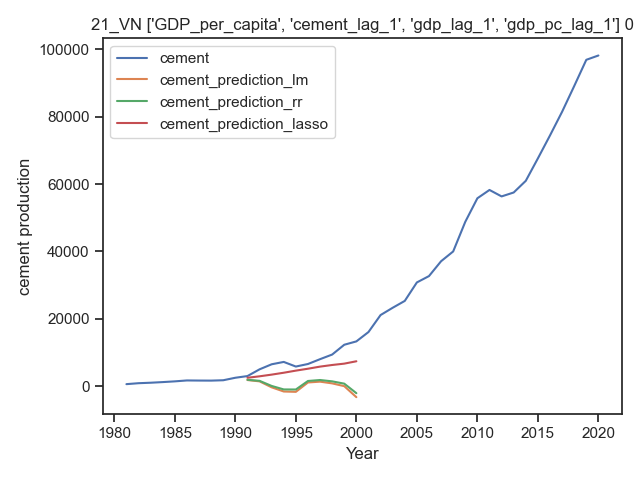 21_VN ['GDP_per_capita', 'cement_lag_1', 'gdp_lag_1', 'gdp_pc_lag_1'] 0
cement
cement_prediction_lm
cement_prediction_rr
cement_prediction_lasso
cement production
100000
80000
60000
40000
20000
0
1980 1985 1990 1995 2000 2005 2010 2015 2020
Year